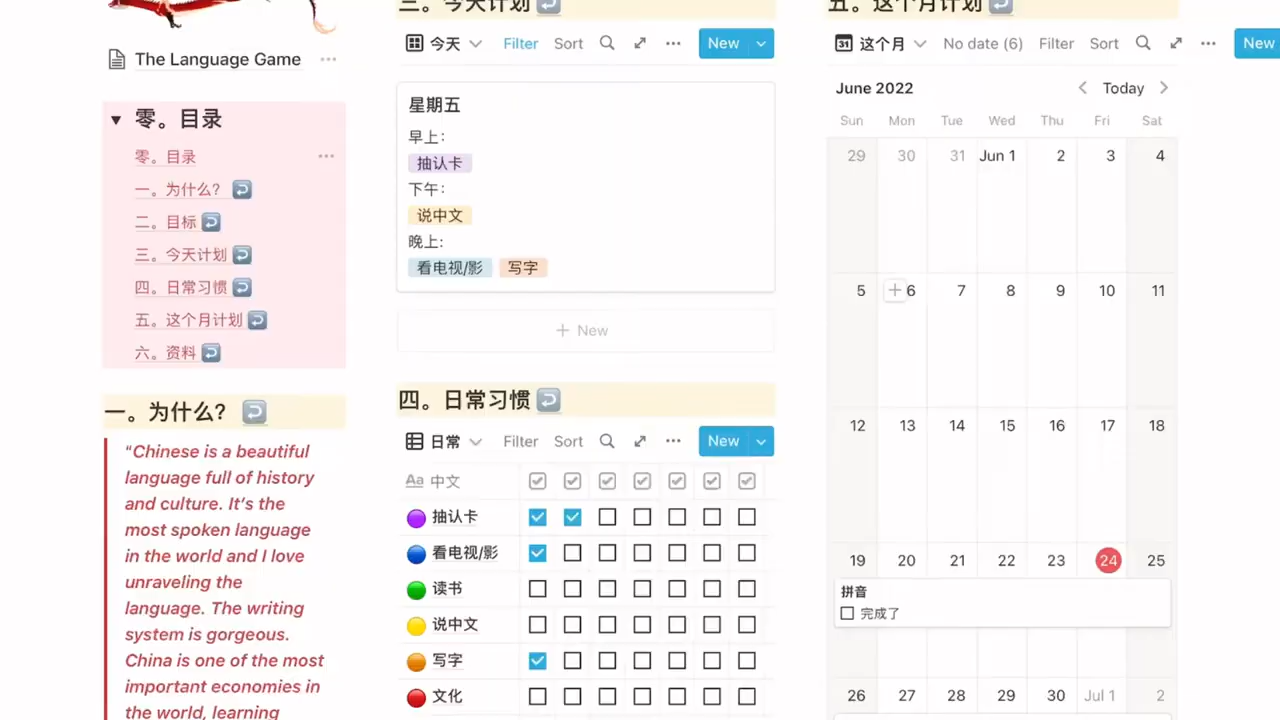 The Language Game
零。目录
零。目录
一。为什么?
二。目标
三。今天计划
四。日常习惯
五。这个月计划
六。资料
一。为什么?
“Chinese is a beautiful
language full of history
and culture. It’s the
most spoken language
in the world and I love
unraveling the
language. The writing
system is gorgeous.
China is one of the most
important economies in
the world, learning
三。今天计划
今天 Filter Sort New
星期五
早上:
抽认卡
下午:
说中文
晚上:
看电视/影 写字
+ New
四。日常习惯
日常 Filter Sort New
Aa 中文
抽认卡
看电视/影
读书
说中文
写字
文化
五。这个月计划
31 这个月 No date (6) Filter Sort New
June 2022 Today
Sun Mon Tue Wed Thu Fri Sat
29 30 31 Jun 1 2 3 4
5 6 7 8 9 10 11
12 13 14 15 16 17 18
19 20 21 22 23 24 25
拼音
完成了
26 27 28 29 30 Jul 1 2